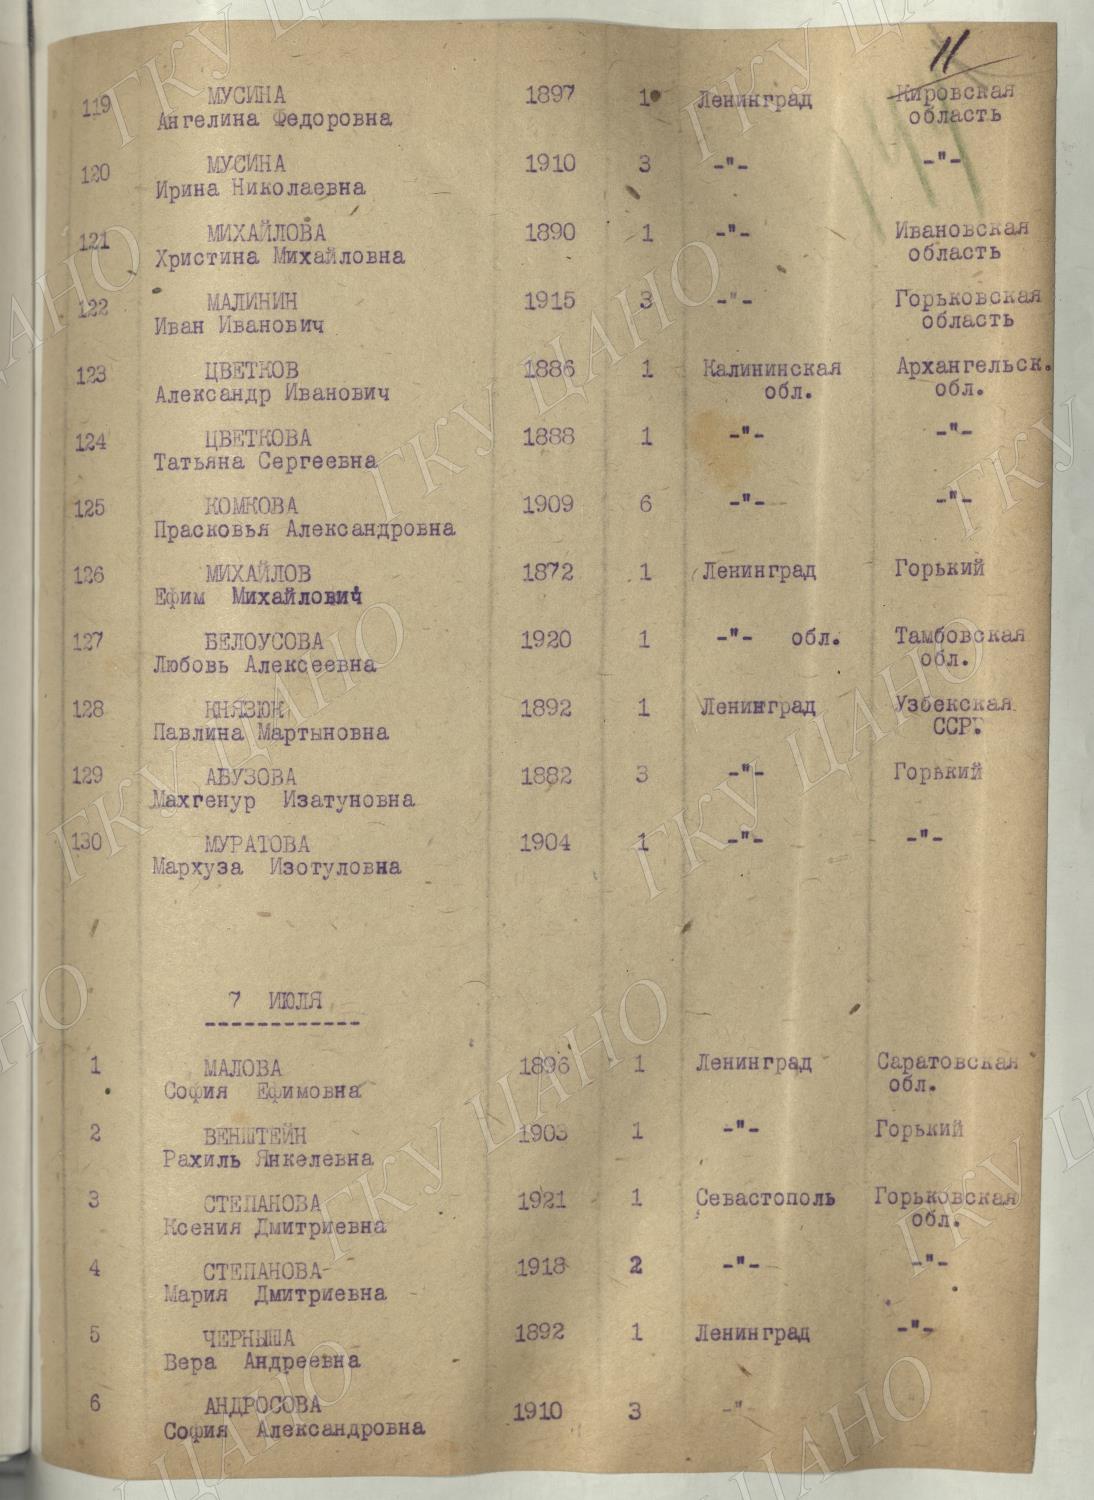 11
119 МУСИНА 1897 1 Ленинград Кировская
Ангелина Федоровна область
120 МУСИНА 1910 3 -"- -"-
Ирина Николаевна
121 МИХАЙЛОВА 1890 1 -"- Ивановская
Христина Михайловна область
122 МАЛИНИН 1915 3 -"- Горьковская
Иван Иванович область
123 ЦВЕТКОВ 1886 1 Калининская Архангельск.
Александр Иванович обл. обл.
124 ЦВЕТКОВА 1888 1 -"- -"-
Татьяна Сергеевна
125 КОМКОВА 1909 6 -"- -"-
Прасковья Александровна
126 МИХАЙЛОВ 1872 1 Ленинград Горький
Ефим Михайлович
127 БЕЛОУСОВА 1920 1 -"- обл. Тамбовская
Любовь Алексеевна обл.
128 КНЯЗЮК 1892 1 Ленинград Узбекская
Павлина Мартыновна ССР.
129 АБУЗОВА 1882 3 -"- Горький
Махгенур Изатуновна
130 МУРАТОВА 1904 1 -"- -"-
Мархуза Изотуловна
7 ИЮЛЯ
------------
1 МАЛОВА 1896 1 Ленинград Саратовская
София Ефимовна обл.
2 ВЕНШТЕЙН 1903 1 -"- Горький
Рахиль Янкелевна
3 СТЕПАНОВА 1921 1 Севастополь Горьковская
Ксения Дмитриевна обл.
4 СТЕПАНОВА 1918 2 -"- -"-
Мария Дмитриевна
5 ЧЕРНЫША 1892 1 Ленинград -"-
Вера Андреевна
6 АНДРОСОВА 1910 3 -"-
София Александровна
ГКУ ЦАНО